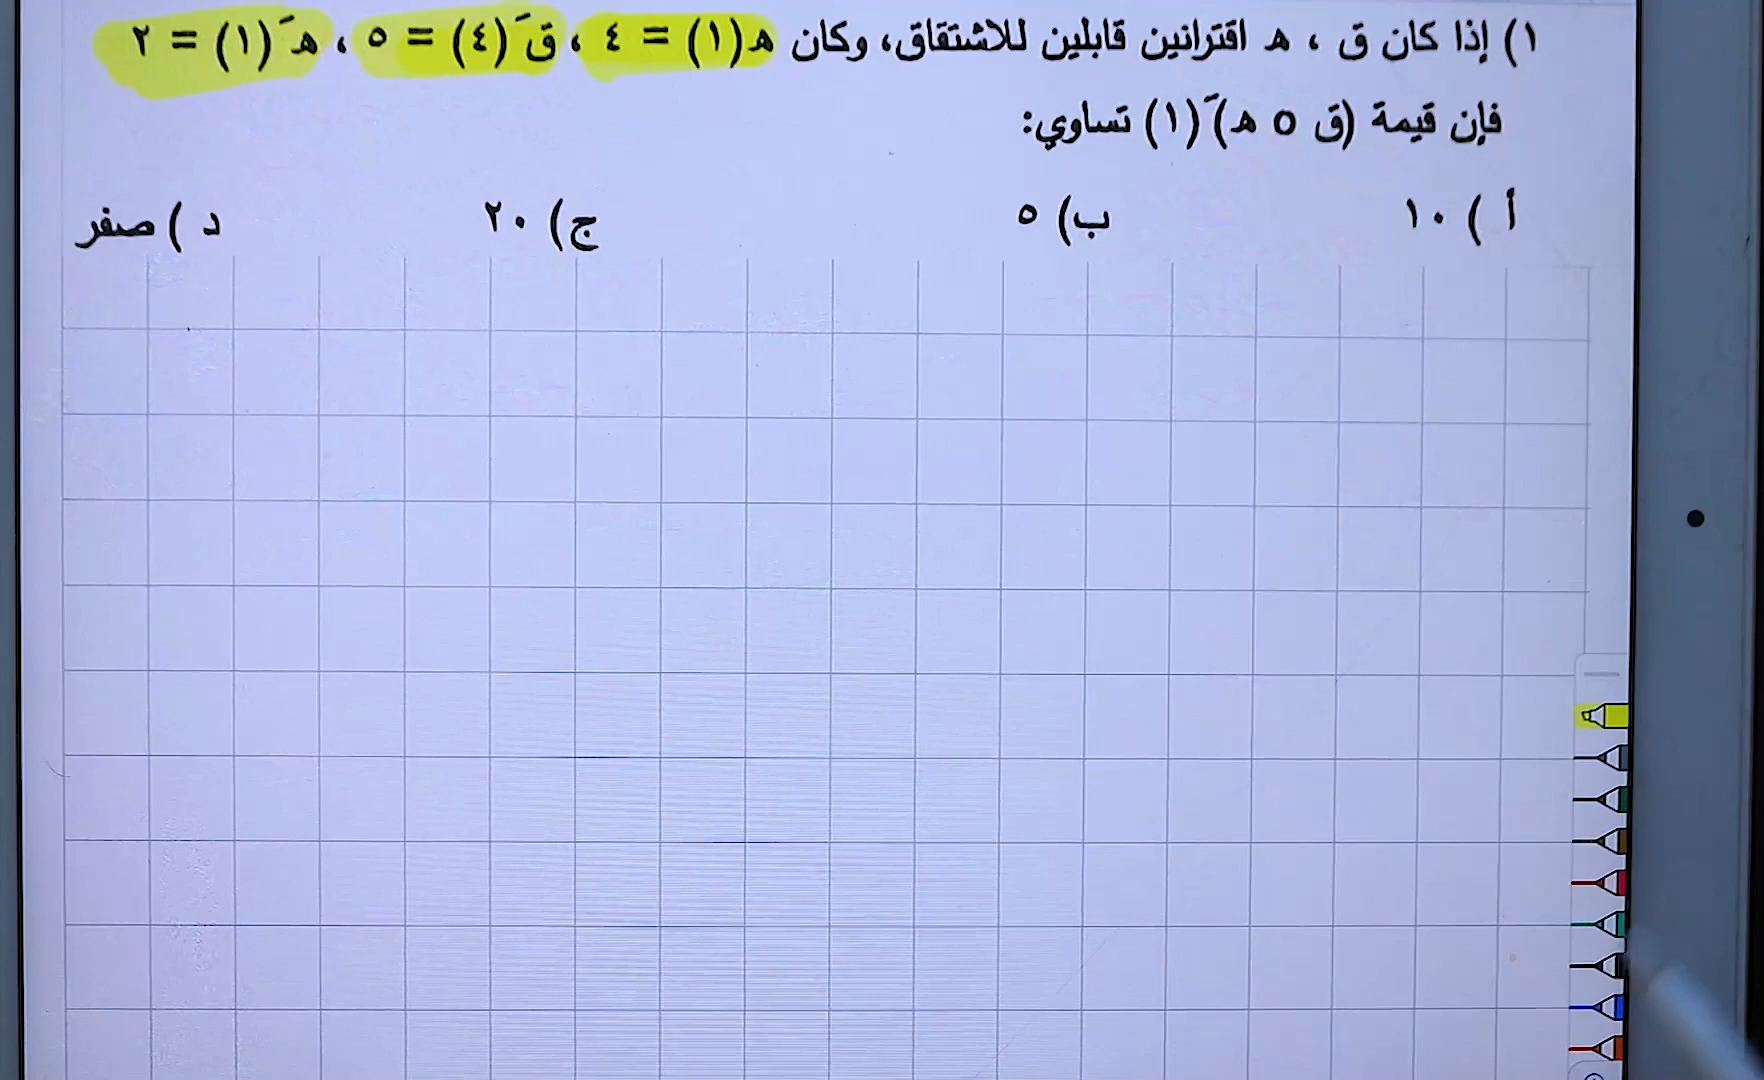 ١) إذا كان ق ، هـ اقترانين قابلين للاشتقاق، وكان هـ(١) = ٤ ، قَ(٤) = ٥ ، هـَ(١) = ٢
فإن قيمة (ق ٥ هـ)َ(١) تساوي:
أ ) ١٠ ب) ٥ ج) ٢٠ د ) صفر